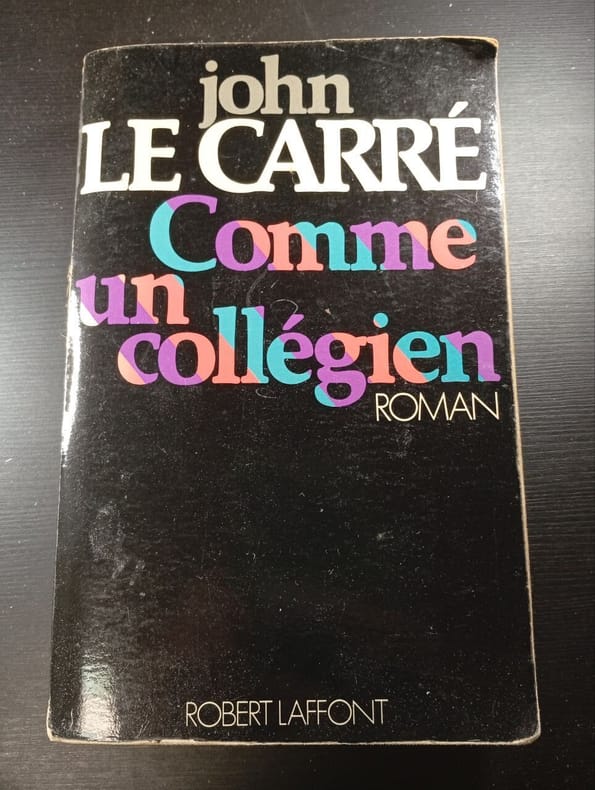 john
LE CARRÉ
Comme
un
collégien
ROMAN
ROBERT LAFFONT